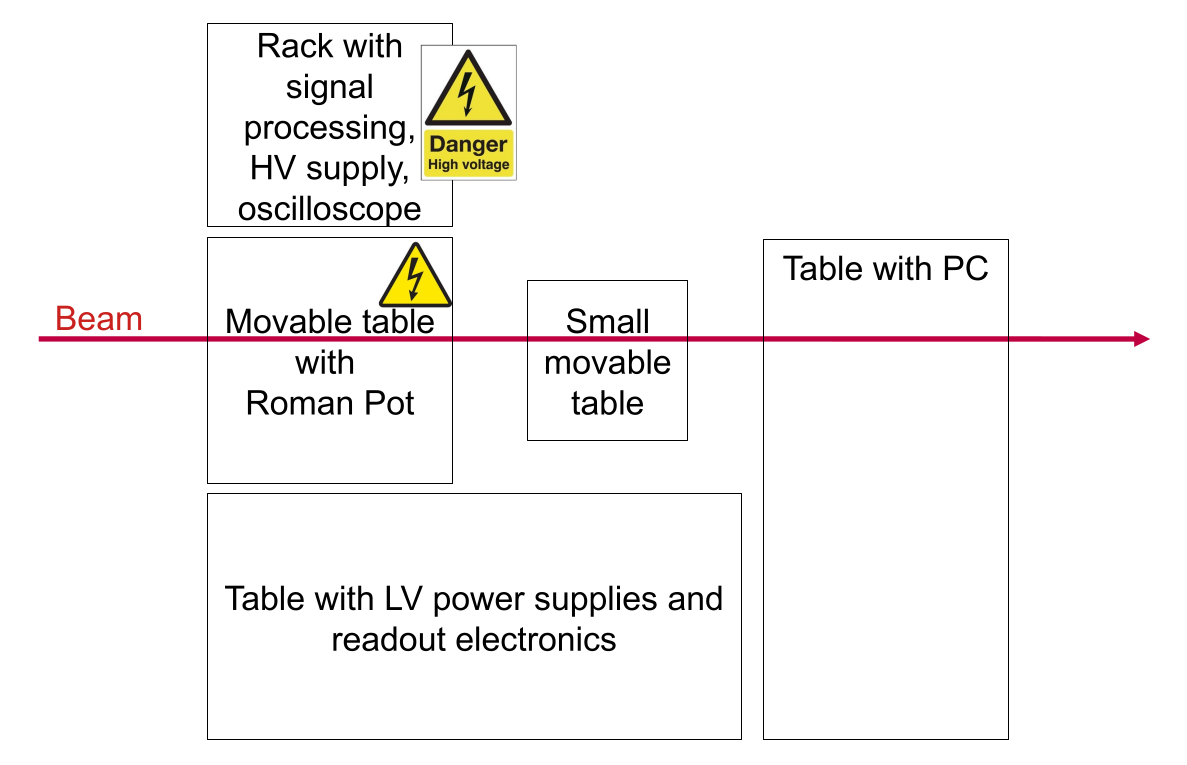 Rack with
signal
processing,
HV supply,
oscilloscope
Danger
High voltage
Beam
Movable table
with
Roman Pot
Small
movable
table
Table with PC
Table with LV power supplies and
readout electronics